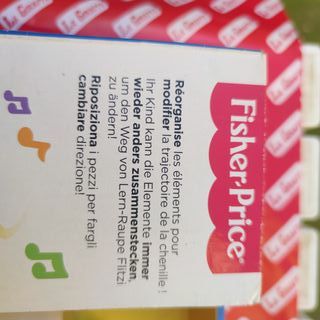 Fisher-Price
Réorganise les éléments pour
modifier la trajectoire de la chenille !
Ihr Kind kann die Elemente immer
wieder anders zusammenstecken,
um den Weg von Lern-Raupe Flitzi
zu ändern!
Riposiziona i pezzi per fargli
cambiare direzione!